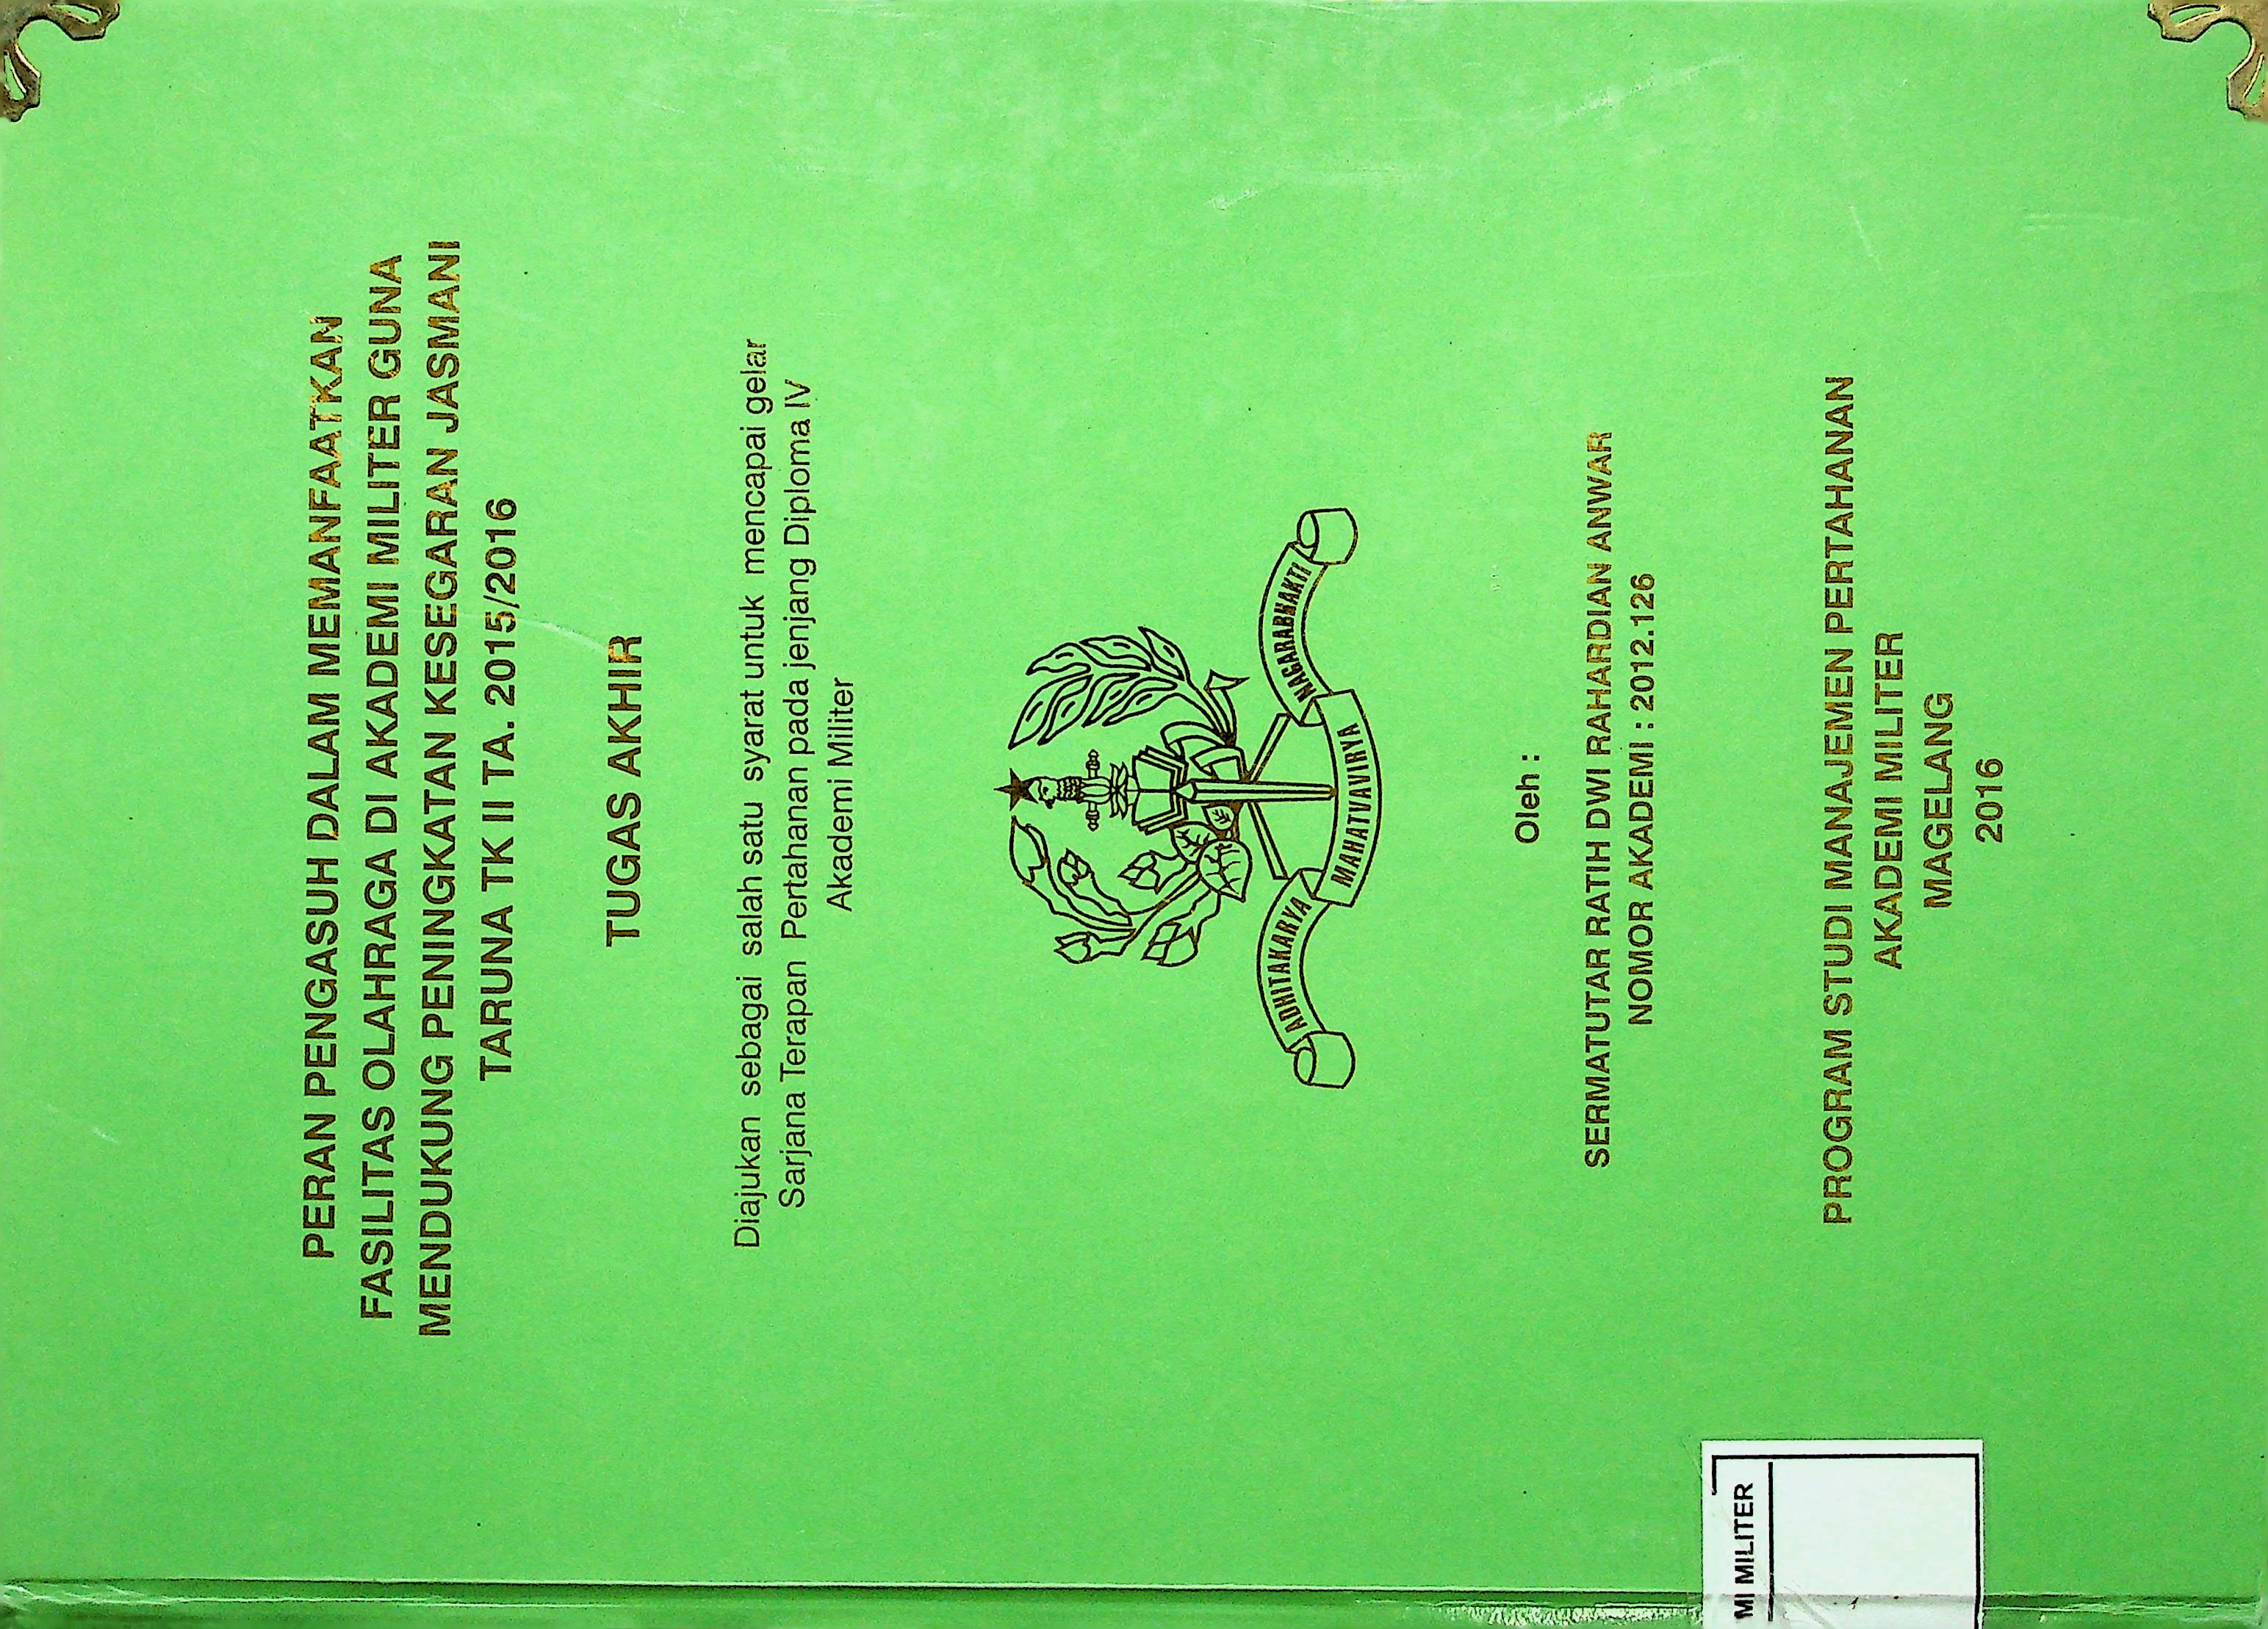 PERAN PENGASUH DALAM MEMANFAATKAN
FASILITAS OLAHRAGA DI AKADEMI MILITER GUNA
MENDUKUNG PENINGKATAN KESEGARAN JASMANI
TARUNA TK II TA. 2015/2016
TUGAS AKHIR
Diajukan sebagai salah satu syarat untuk mencapai gelar
Sarjana Terapan Pertahanan pada jenjang Diploma IV
Akademi Militer
ADHITAKARYA MAHATVAVIRYA NAGARABHAKTI
Oleh :
SERMATUTAR RATIH DWI RAHARDIAN ANWAR
NOMOR AKADEMI : 2012.126
PROGRAM STUDI MANAJEMEN PERTAHANAN
AKADEMI MILITER
MAGELANG
2016
MI MILITER